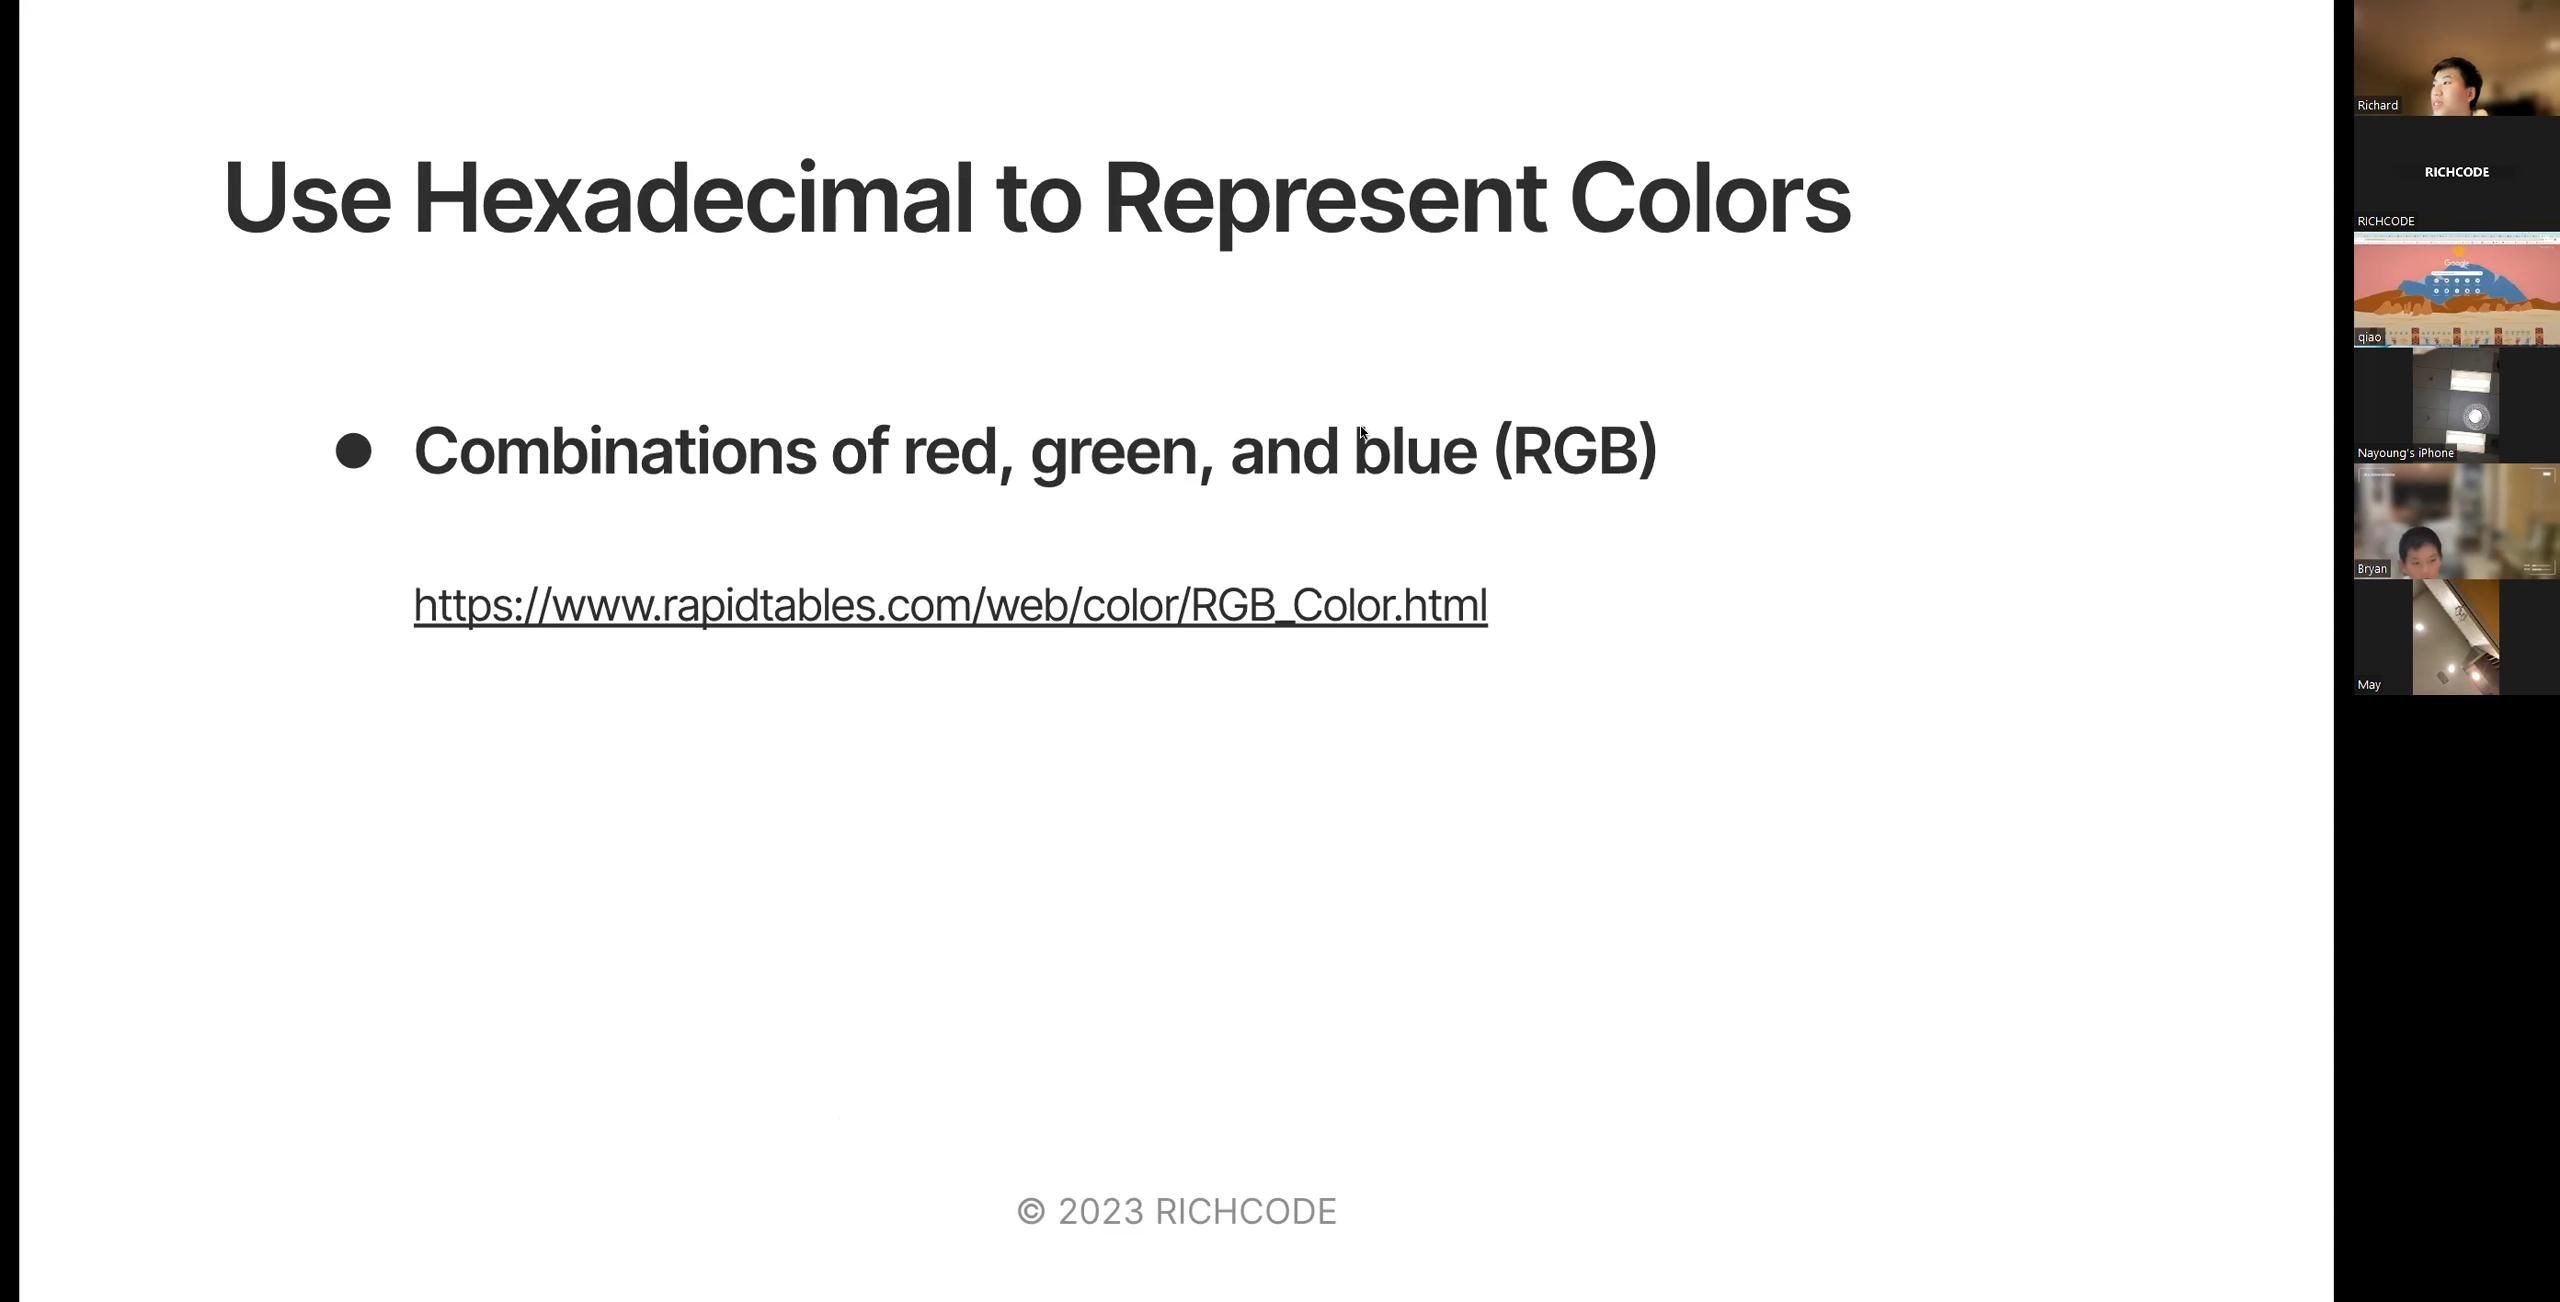 Use Hexadecimal to Represent Colors
● Combinations of red, green, and blue (RGB)
https://www.rapidtables.com/web/color/RGB_Color.html
© 2023 RICHCODE
Richard
RICHCODE
RICHCODE
Google
qiao
Nayoung's iPhone
Bryan
May